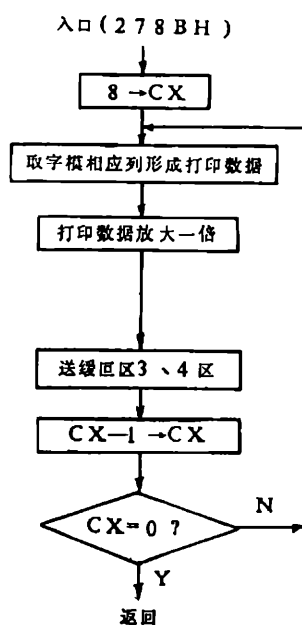 入口(278BH)
8→CX
取字模相应列形成打印数据
打印数据放大一倍
送缓叵区3、4区
CX—1→CX
CX=0?
N
Y
返回